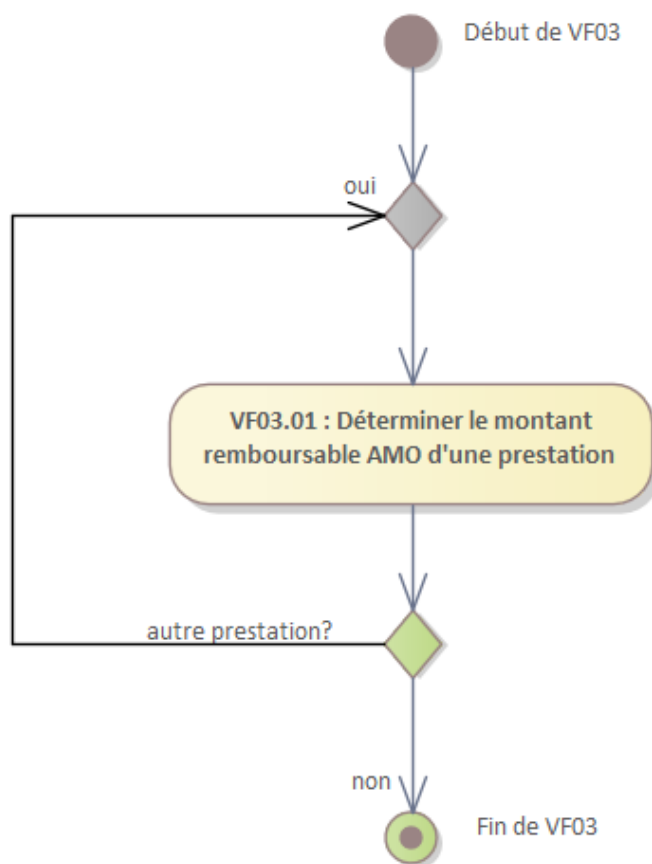 Début de VF03
oui
VF03.01 : Déterminer le montant
remboursable AMO d'une prestation
autre prestation?
non
Fin de VF03